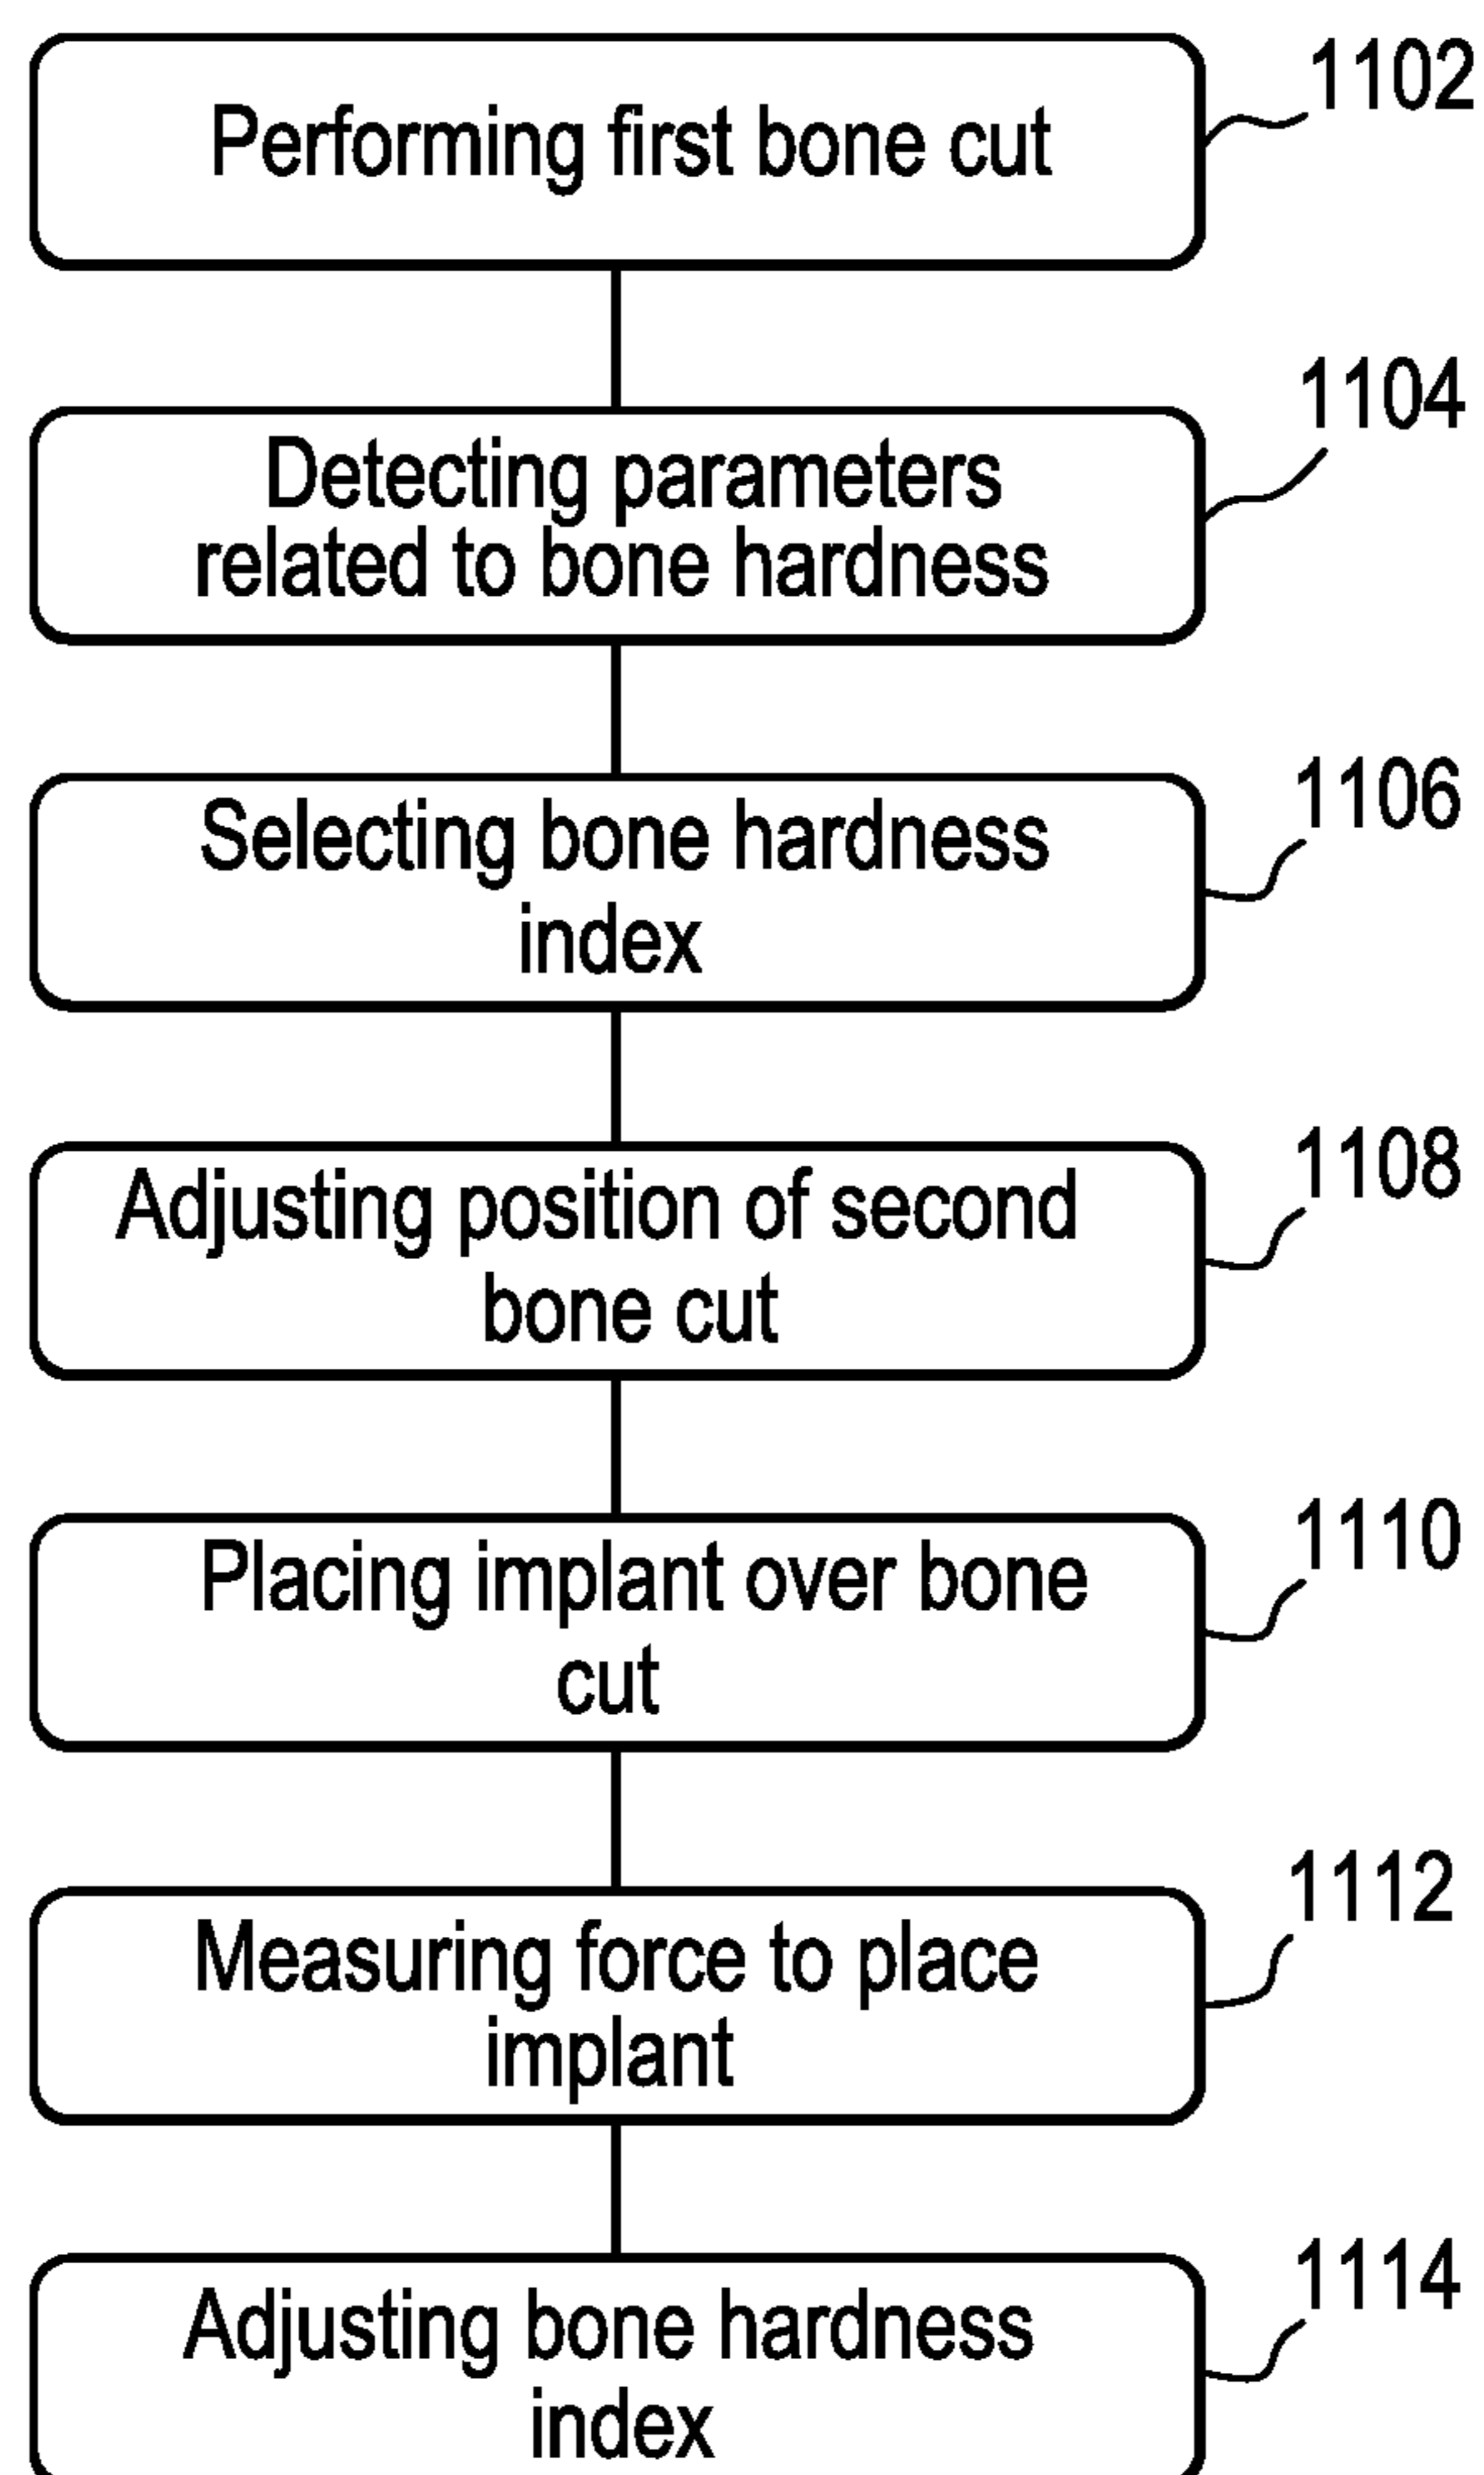 Performing first bone cut
1102
Detecting parameters
related to bone hardness
1104
Selecting bone hardness
index
1106
Adjusting position of second
bone cut
1108
Placing implant over bone
cut
1110
Measuring force to place
implant
1112
Adjusting bone hardness
index
1114